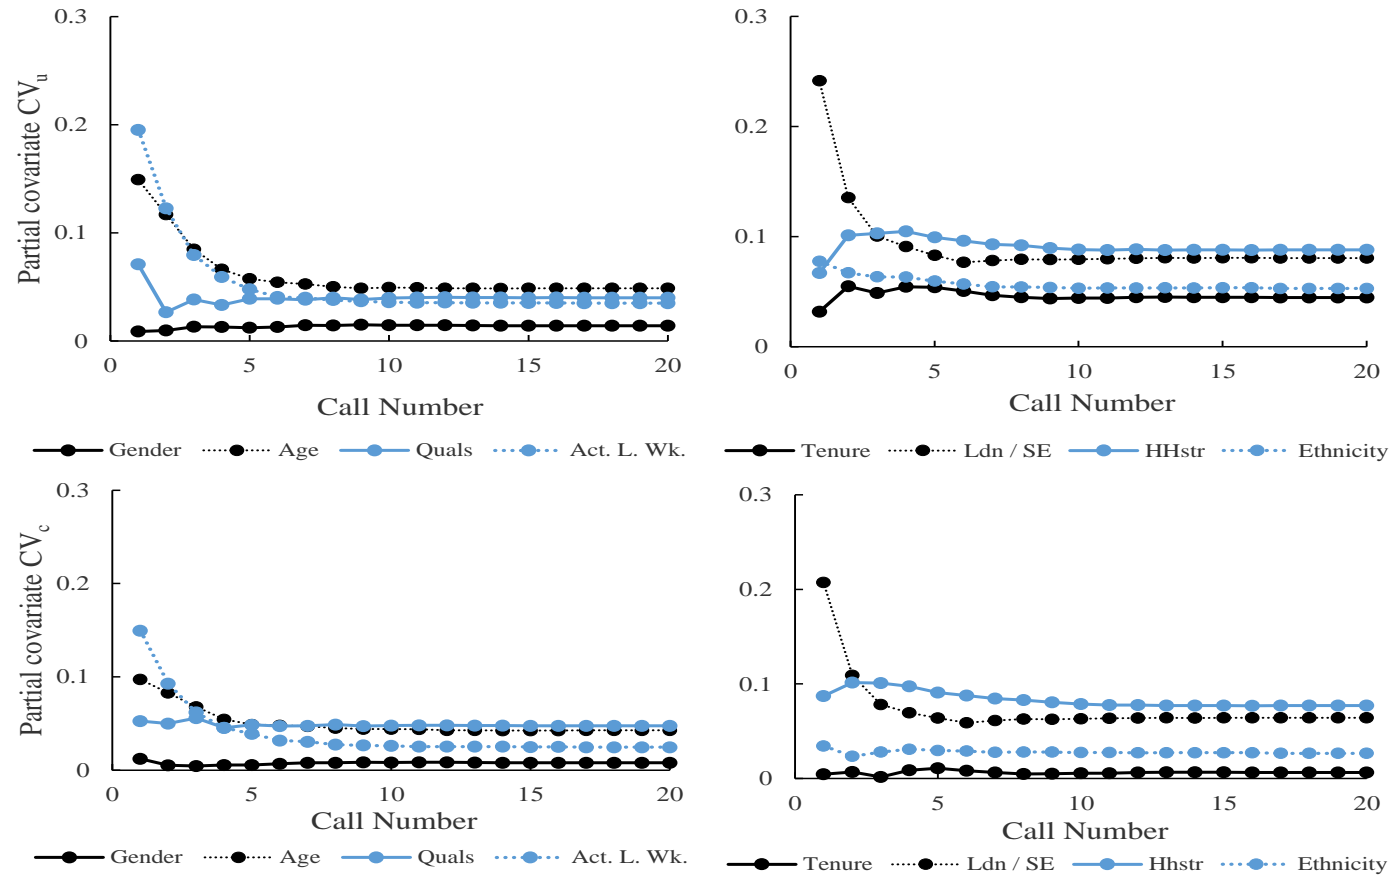 0.3
0.2
0.1
0
0 5 10 15 20
Partial covariate CVu
Call Number
Gender Age Quals Act. L. Wk.
0.3
0.2
0.1
0
0 5 10 15 20
Call Number
Tenure Ldn / SE HHstr Ethnicity
0.3
0.2
0.1
0
0 5 10 15 20
Partial covariate CVc
Call Number
Gender Age Quals Act. L. Wk.
0.3
0.2
0.1
0
0 5 10 15 20
Call Number
Tenure Ldn / SE Hhstr Ethnicity